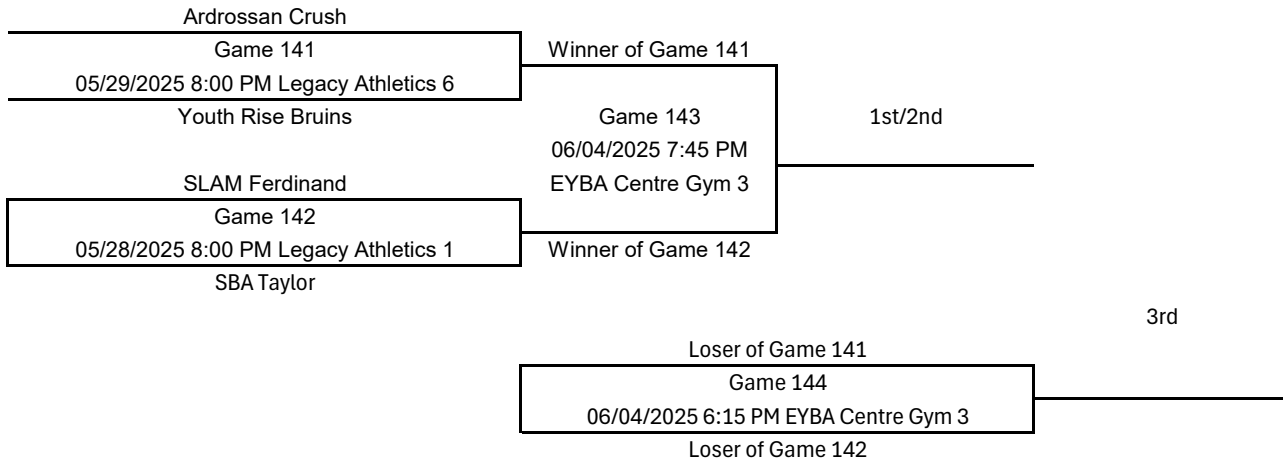 Ardrossan Crush
Game 141
05/29/2025 8:00 PM Legacy Athletics 6
Youth Rise Bruins
SLAM Ferdinand
Game 142
05/28/2025 8:00 PM Legacy Athletics 1
SBA Taylor
Winner of Game 141
Game 143
06/04/2025 7:45 PM
EYBA Centre Gym 3
Winner of Game 142
1st/2nd
3rd
Loser of Game 141
Game 144
06/04/2025 6:15 PM EYBA Centre Gym 3
Loser of Game 142